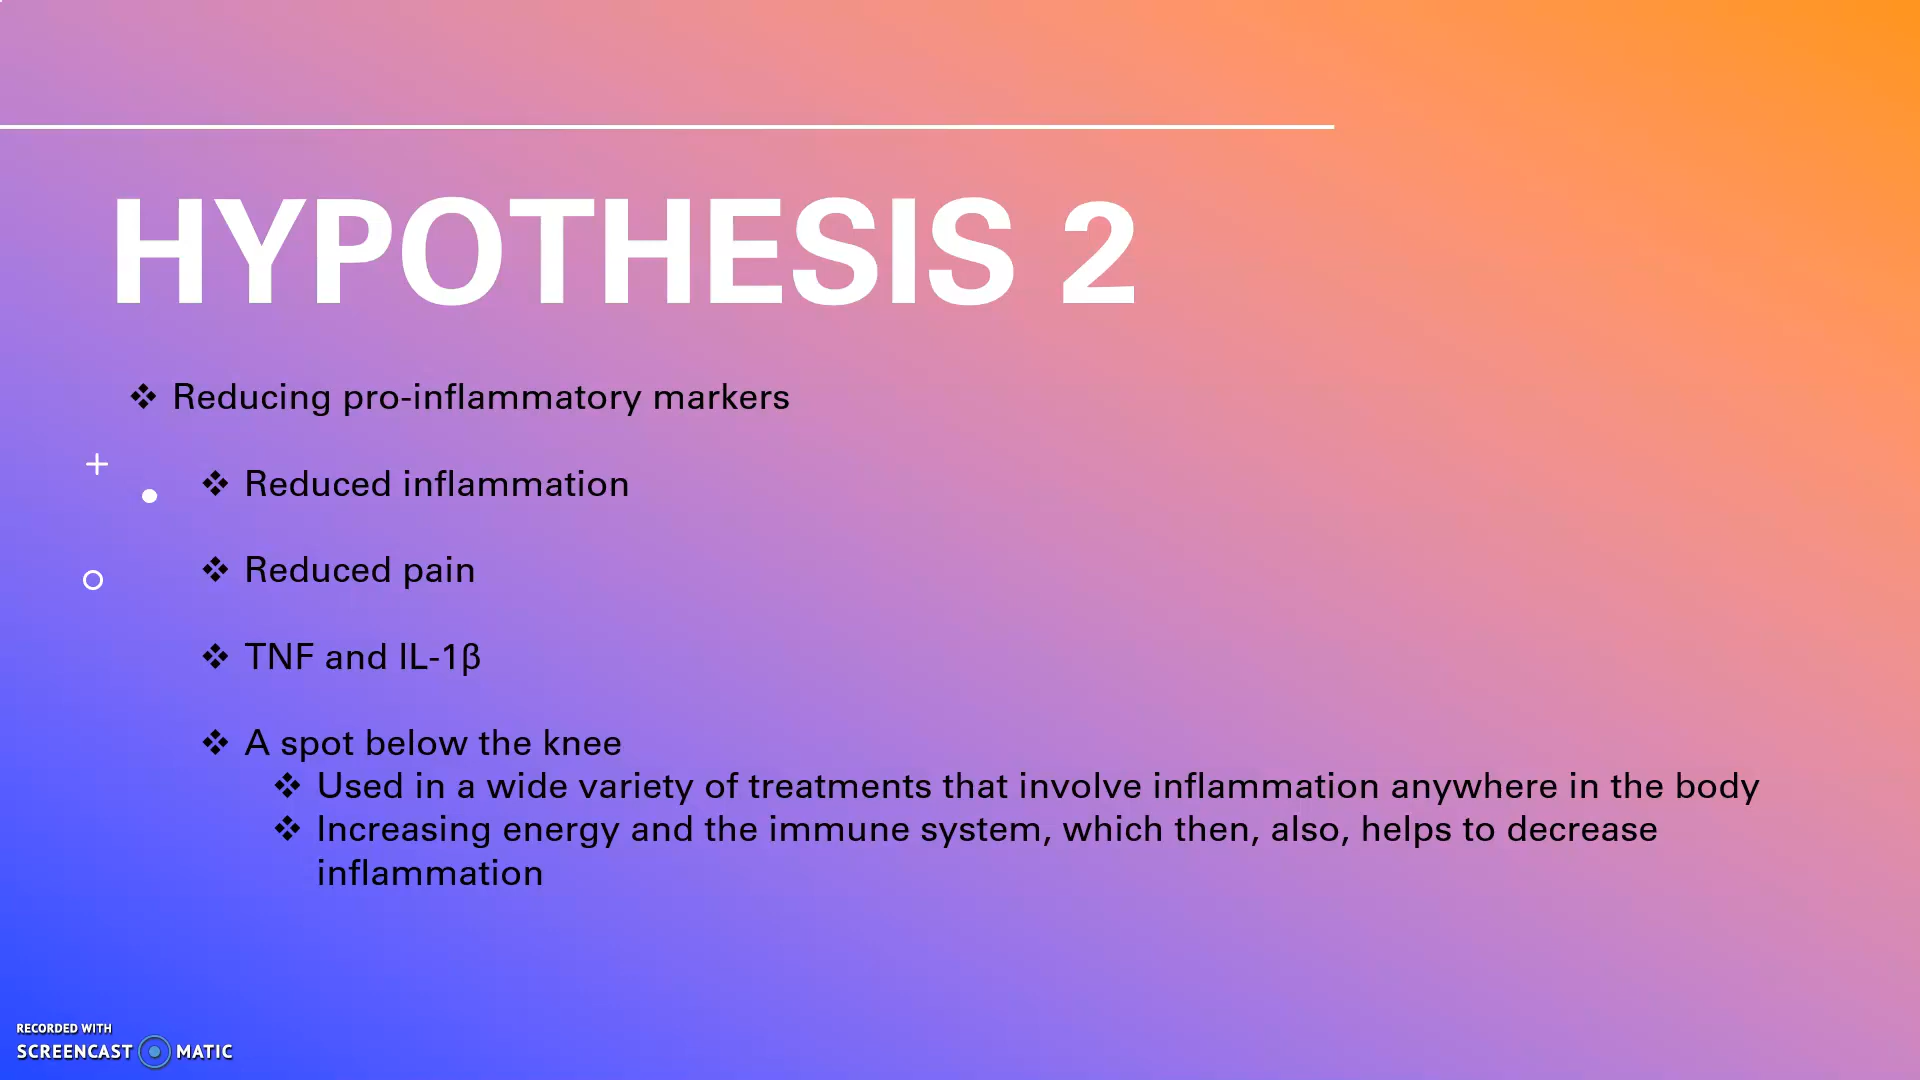 HYPOTHESIS 2
❖ Reducing pro-inflammatory markers
❖ Reduced inflammation
❖ Reduced pain
❖ TNF and IL-1β
❖ A spot below the knee
❖ Used in a wide variety of treatments that involve inflammation anywhere in the body
❖ Increasing energy and the immune system, which then, also, helps to decrease
inflammation
RECORDED WITH
SCREENCAST MATIC